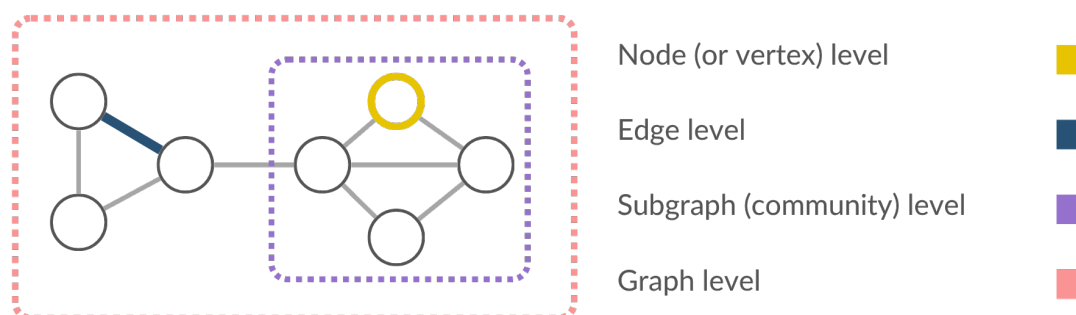 Node (or vertex) level
Edge level
Subgraph (community) level
Graph level